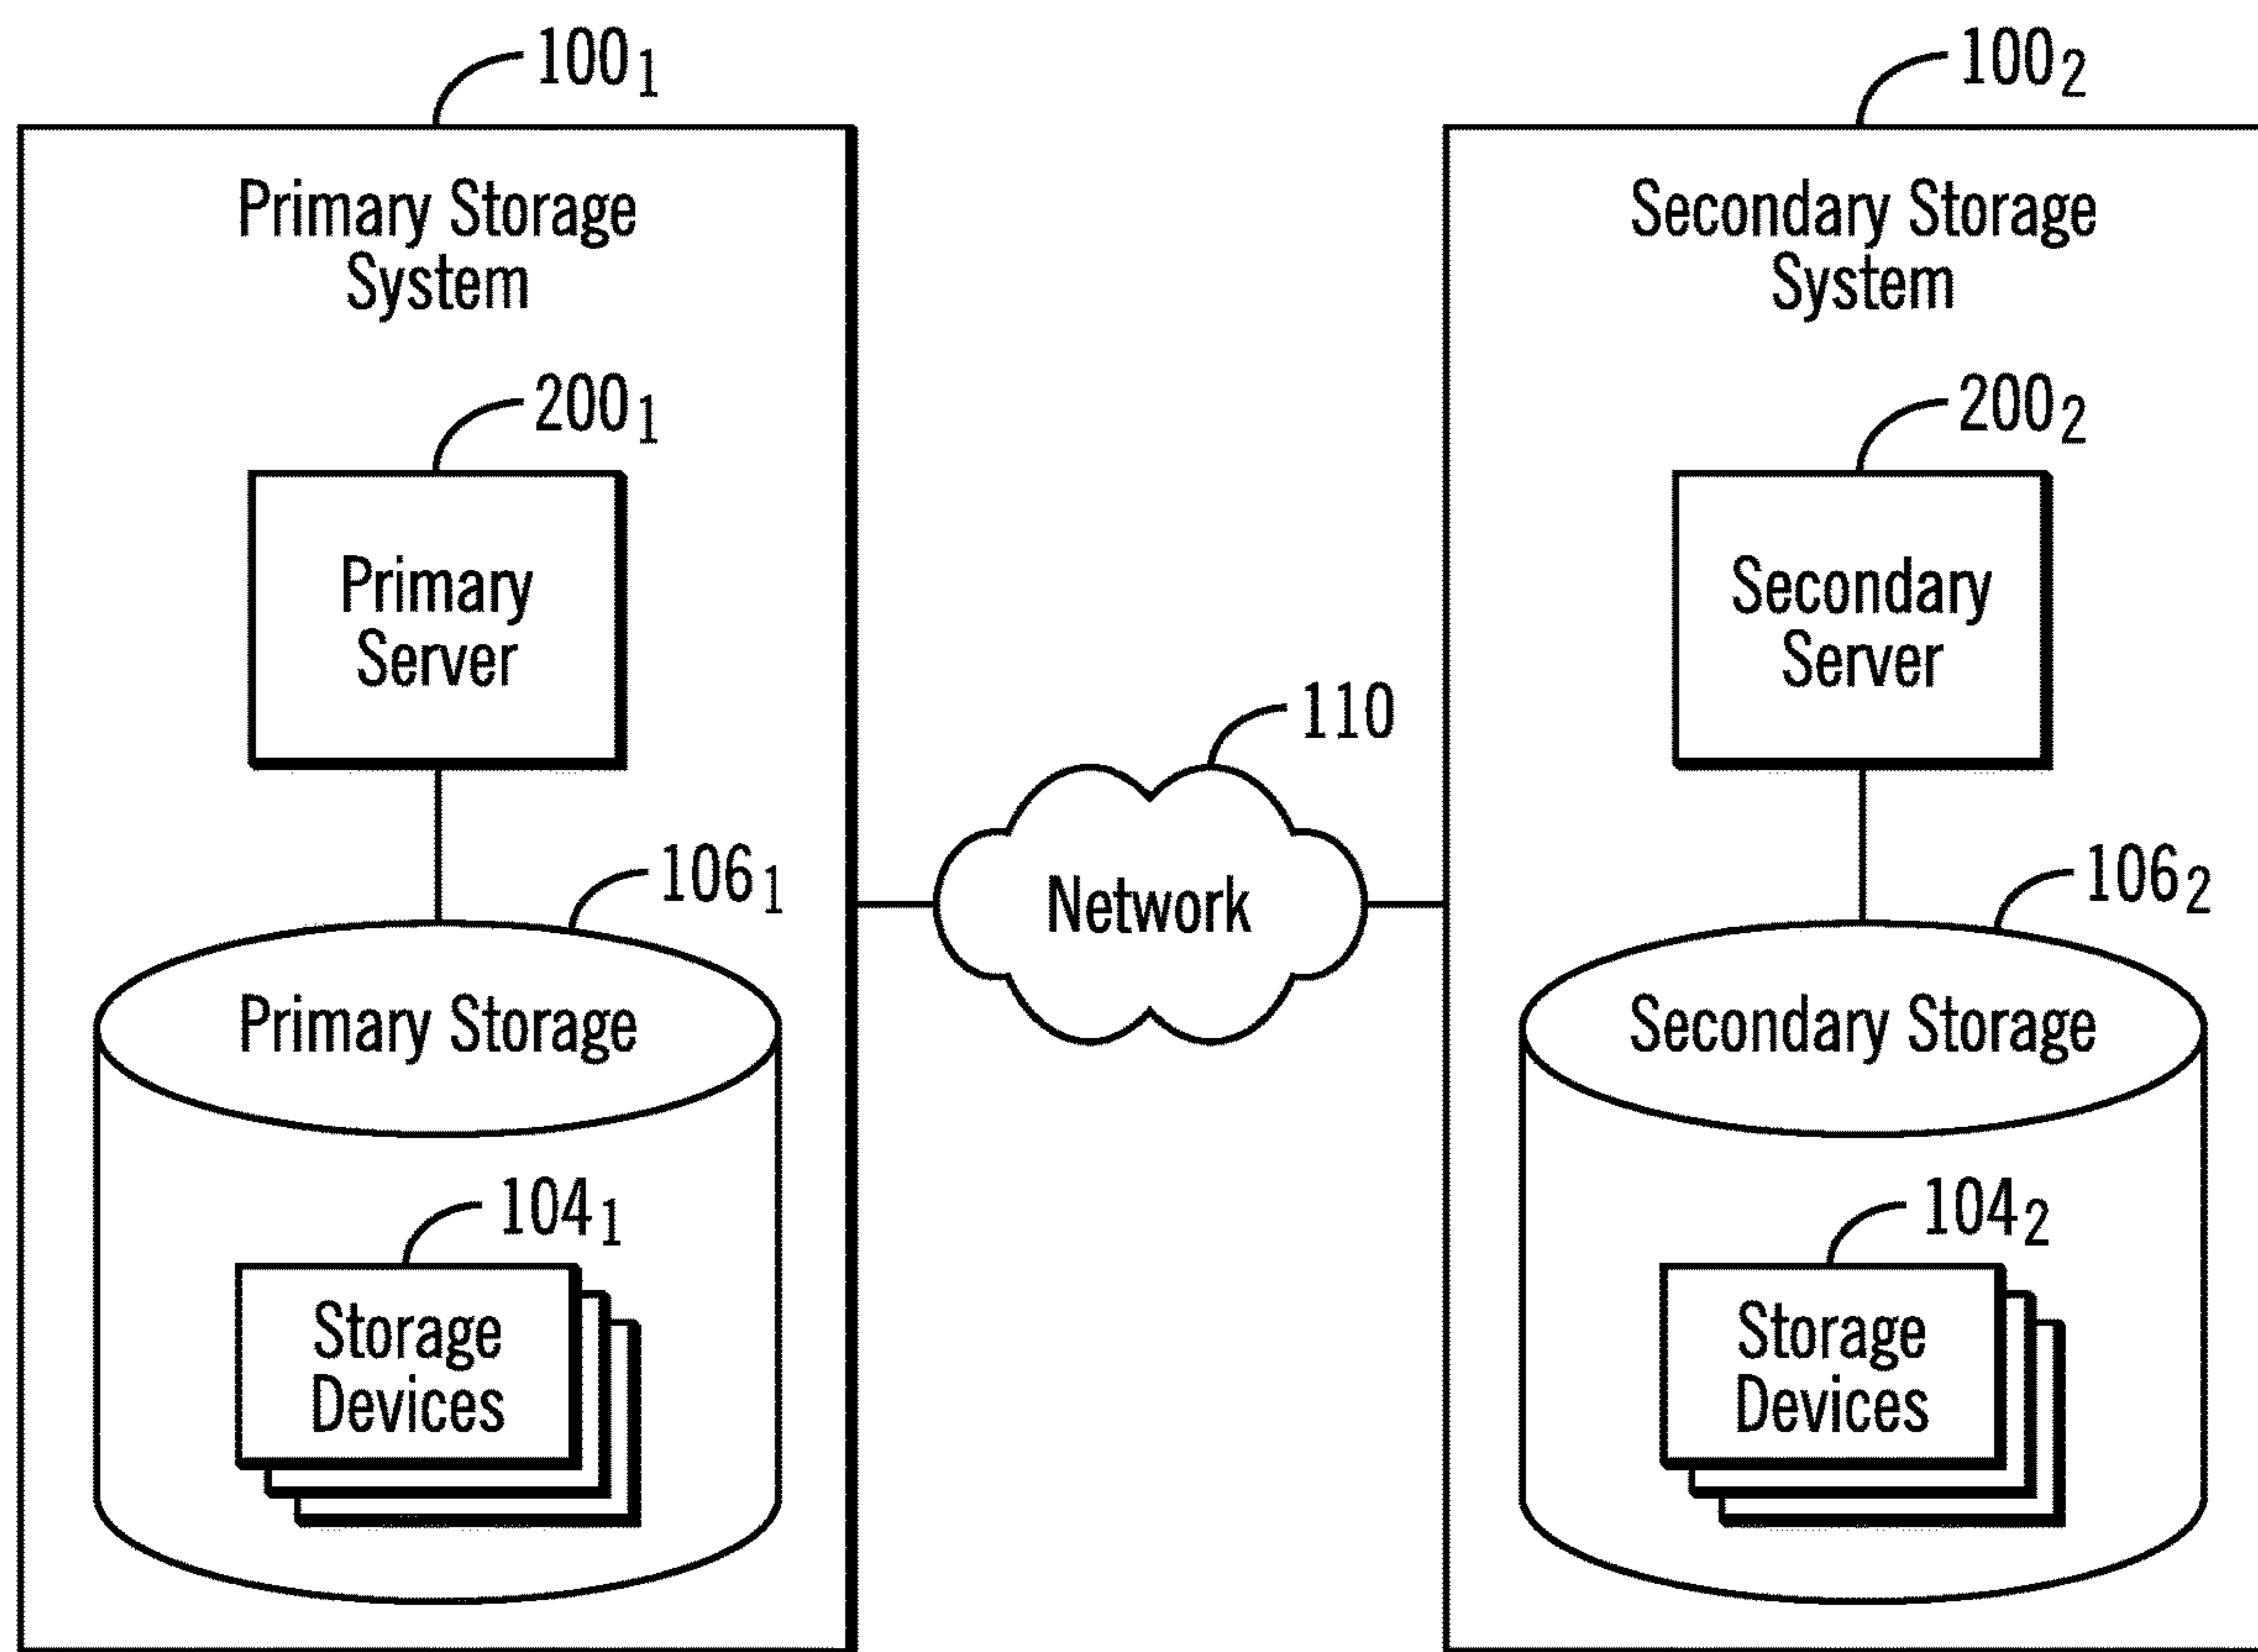 100₁
Primary Storage
System
200₁
Primary
Server
106₁
Primary Storage
104₁
Storage
Devices
110
Network
100₂
Secondary Storage
System
200₂
Secondary
Server
106₂
Secondary Storage
104₂
Storage
Devices